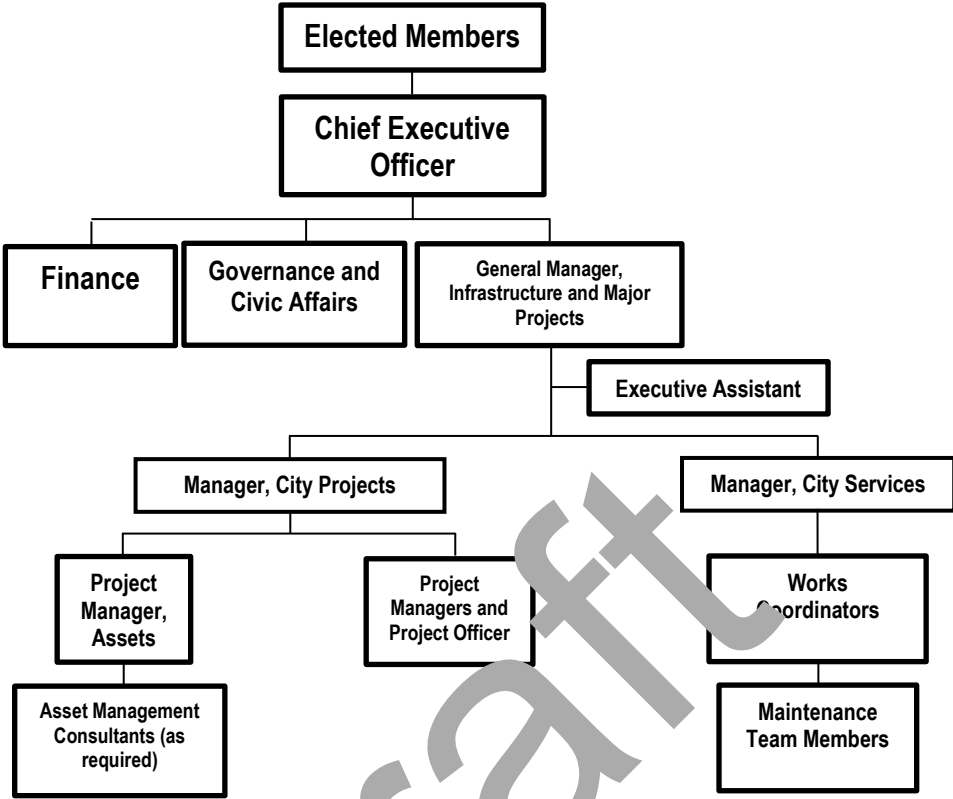 Elected Members
Chief Executive
Officer
Finance
Governance and
Civic Affairs
General Manager,
Infrastructure and Major
Projects
Executive Assistant
Manager, City Projects
Manager, City Services
Project
Manager,
Assets
Project
Managers and
Project Officer
Works
Coordinators
Asset Management
Consultants (as
required)
Maintenance
Team Members